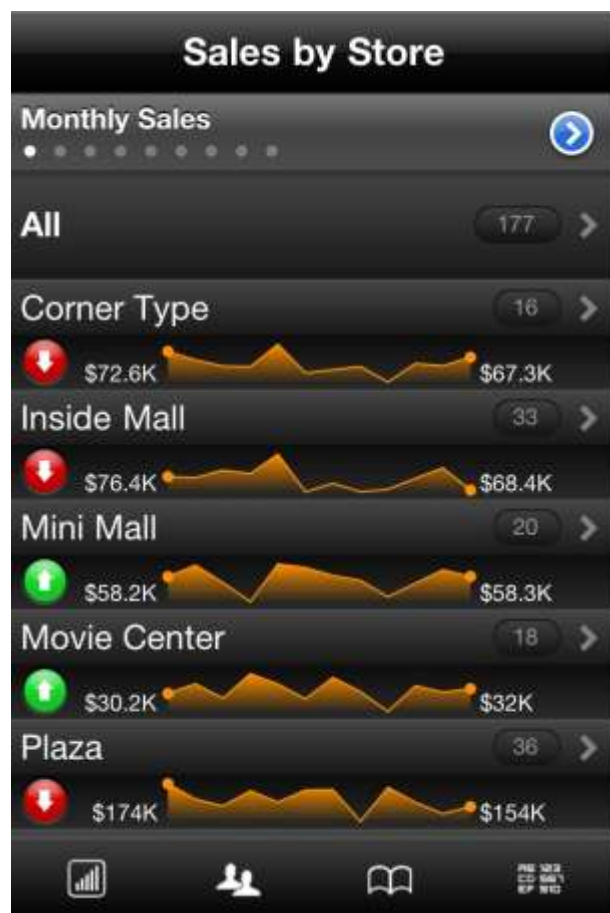 Sales by Store
Monthly Sales
All 177
Corner Type 16
$72.6K $67.3K
Inside Mall 33
$76.4K $68.4K
Mini Mall 20
$58.2K $58.3K
Movie Center 18
$30.2K $32K
Plaza 36
$174K $154K